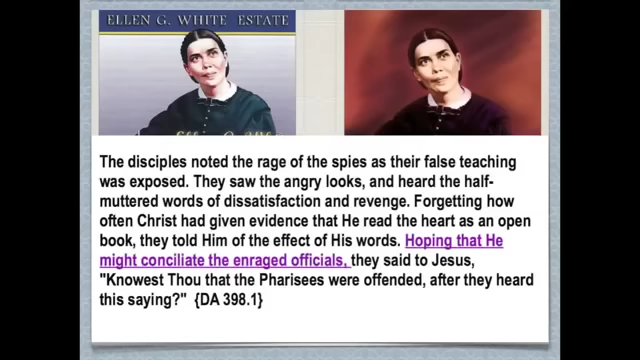 ELLEN G. WHITE ESTATE
The disciples noted the rage of the spies as their false teaching
was exposed. They saw the angry looks, and heard the half-
muttered words of dissatisfaction and revenge. Forgetting how
often Christ had given evidence that He read the heart as an open
book, they told Him of the effect of His words. Hoping that He
might conciliate the enraged officials, they said to Jesus,
"Knowest Thou that the Pharisees were offended, after they heard
this saying?" {DA 398.1}